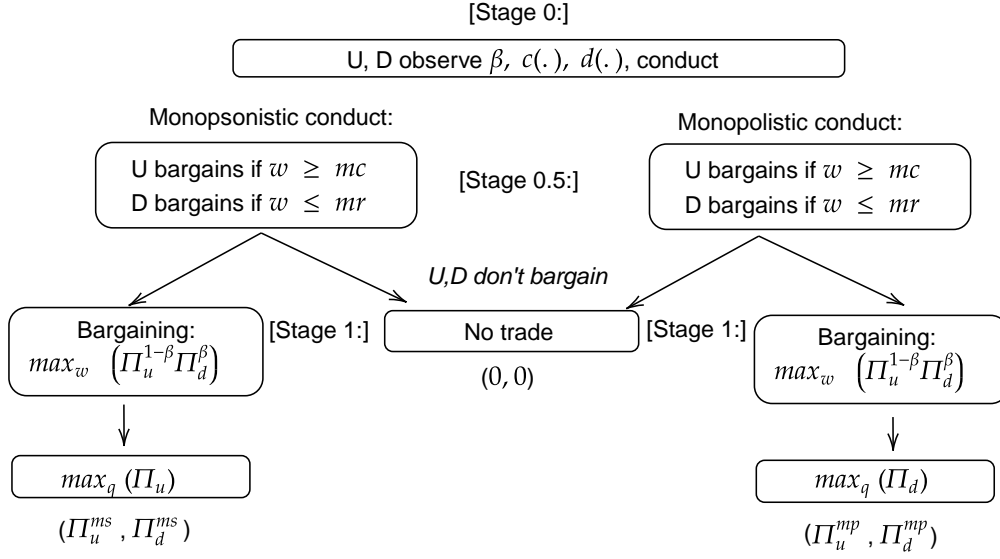 [Stage 0:]
U, D observe β, c(.), d(.), conduct
Monopsonistic conduct:
U bargains if w ≥ mc
D bargains if w ≤ mr
[Stage 0.5:]
Monopolistic conduct:
U bargains if w ≥ mc
D bargains if w ≤ mr
U,D don't bargain
Bargaining:
max_w (Π_u^{1−β} Π_d^β)
[Stage 1:]
No trade
(0, 0)
[Stage 1:]
Bargaining:
max_w (Π_u^{1−β} Π_d^β)
max_q (Π_u)
(Π_u^{ms} , Π_d^{ms})
max_q (Π_d)
(Π_u^{mp} , Π_d^{mp})